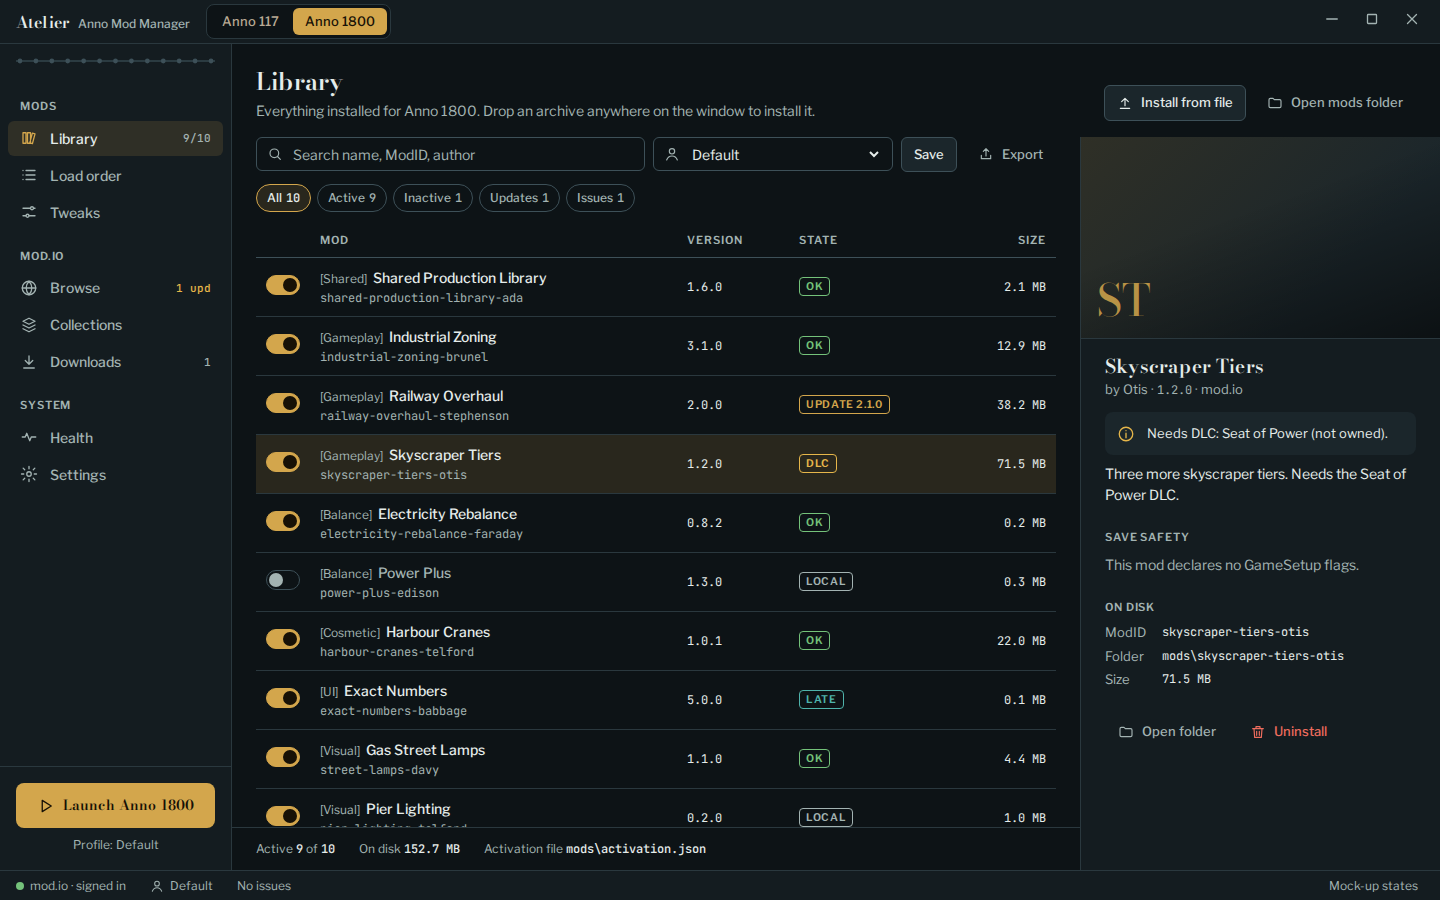 Atelier Anno Mod Manager
Anno 117
Anno 1800
MODS
Library 9/10
Load order
Tweaks
MOD.IO
Browse 1 upd
Collections
Downloads 1
SYSTEM
Health
Settings
Launch Anno 1800
Profile: Default
Library
Everything installed for Anno 1800. Drop an archive anywhere on the window to install it.
Install from file
Open mods folder
Search name, ModID, author
Default
Save
Export
All 10
Active 9
Inactive 1
Updates 1
Issues 1
MOD VERSION STATE SIZE
[Shared] Shared Production Library
shared-production-library-ada
1.6.0 OK 2.1 MB
[Gameplay] Industrial Zoning
industrial-zoning-brunel
3.1.0 OK 12.9 MB
[Gameplay] Railway Overhaul
railway-overhaul-stephenson
2.0.0 UPDATE 2.1.0 38.2 MB
[Gameplay] Skyscraper Tiers
skyscraper-tiers-otis
1.2.0 DLC 71.5 MB
[Balance] Electricity Rebalance
electricity-rebalance-faraday
0.8.2 OK 0.2 MB
[Balance] Power Plus
power-plus-edison
1.3.0 LOCAL 0.3 MB
[Cosmetic] Harbour Cranes
harbour-cranes-telford
1.0.1 OK 22.0 MB
[UI] Exact Numbers
exact-numbers-babbage
5.0.0 LATE 0.1 MB
[Visual] Gas Street Lamps
street-lamps-davy
1.1.0 OK 4.4 MB
[Visual] Pier Lighting
pier-lighting-telford
0.2.0 LOCAL 1.0 MB
Active 9 of 10
On disk 152.7 MB
Activation file mods\activation.json
ST
Skyscraper Tiers
by Otis · 1.2.0 · mod.io
Needs DLC: Seat of Power (not owned).
Three more skyscraper tiers. Needs the Seat of
Power DLC.
SAVE SAFETY
This mod declares no GameSetup flags.
ON DISK
ModID skyscraper-tiers-otis
Folder mods\skyscraper-tiers-otis
Size 71.5 MB
Open folder
Uninstall
mod.io · signed in
Default
No issues
Mock-up states